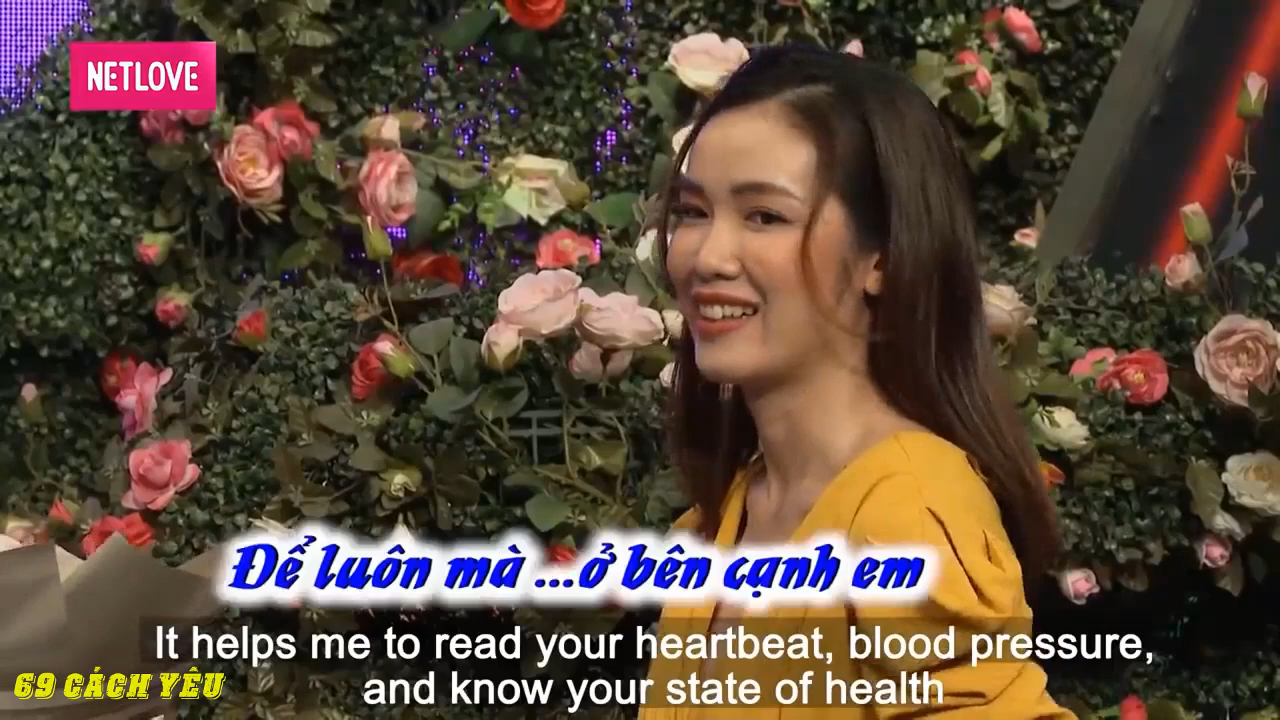 NETLOVE
Để luôn mà ...ở bên cạnh em
It helps me to read your heartbeat, blood pressure,
and know your state of health
69 CÁCH YÊU